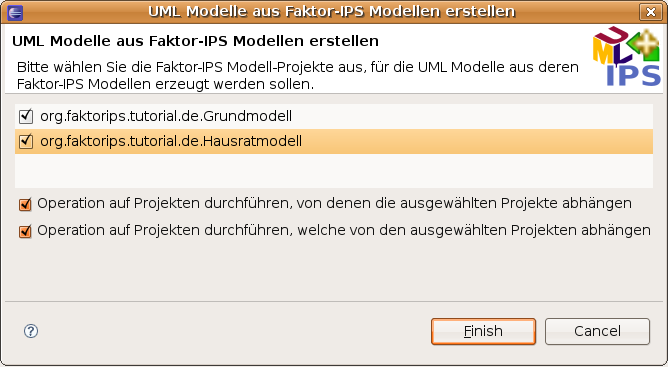 UML Modelle aus Faktor-IPS Modellen erstellen
UML Modelle aus Faktor-IPS Modellen erstellen
Bitte wählen Sie die Faktor-IPS Modell-Projekte aus, für die UML Modelle aus deren
Faktor-IPS Modellen erzeugt werden sollen.
UML
IPS
org.faktorips.tutorial.de.Grundmodell
org.faktorips.tutorial.de.Hausratmodell
Operation auf Projekten durchführen, von denen die ausgewählten Projekte abhängen
Operation auf Projekten durchführen, welche von den ausgewählten Projekten abhängen
?
Finish
Cancel